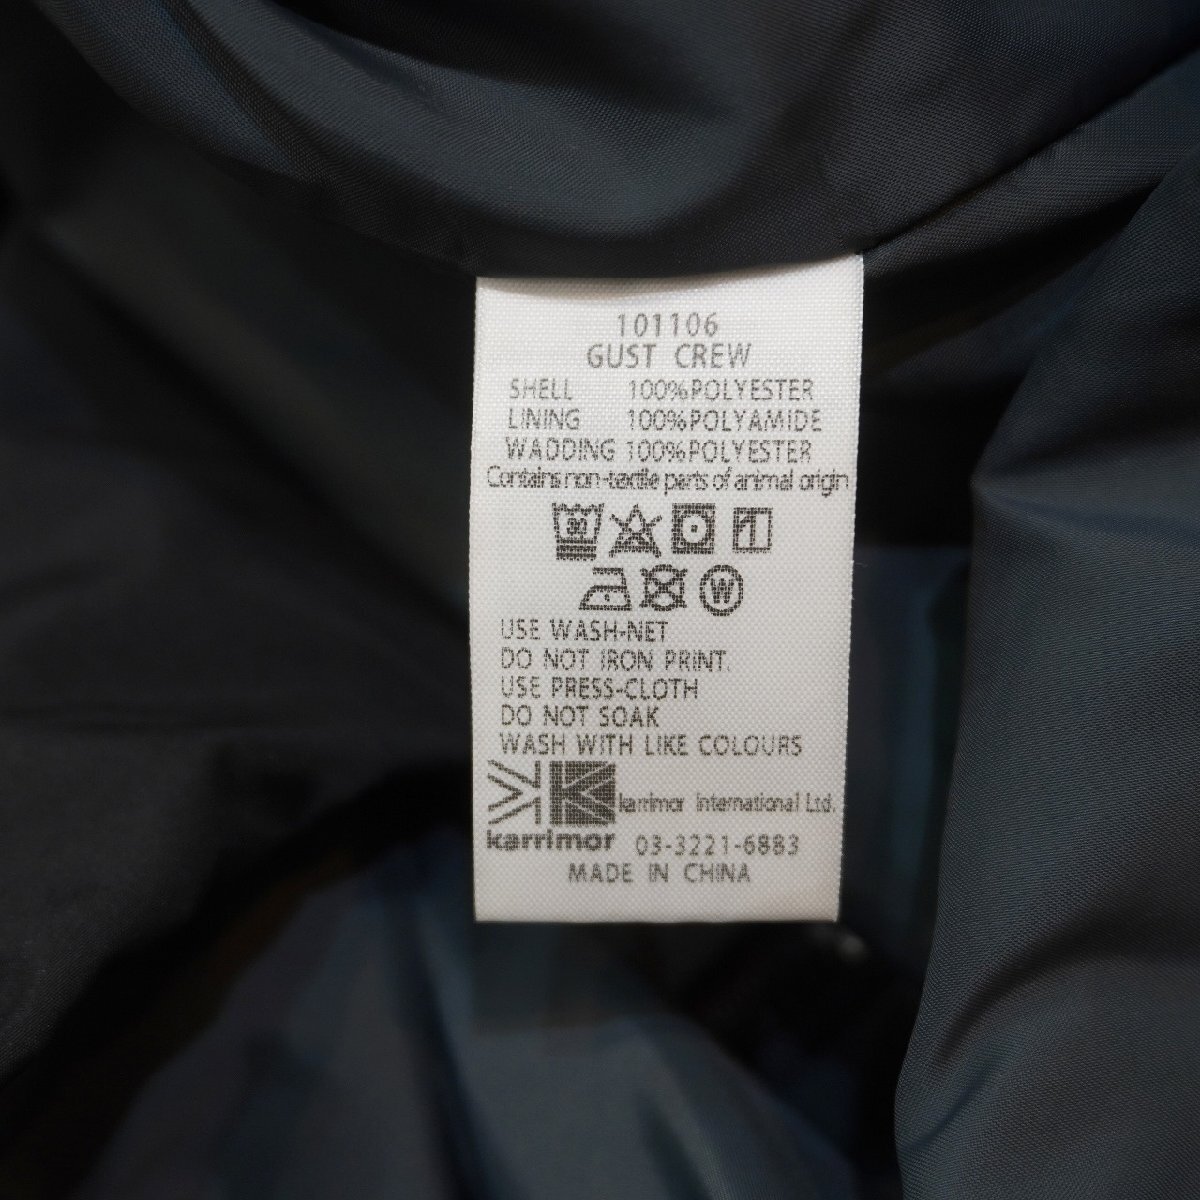 101106
GUST CREW
SHELL 100%POLYESTER
LINING 100%POLYAMIDE
WADDING 100%POLYESTER
Contains non-textile parts of animal origin
30
W
USE WASH-NET
DO NOT IRON PRINT.
USE PRESS-CLOTH
DO NOT SOAK
WASH WITH LIKE COLOURS
karrimor international Ltd.
karrimor 03-3221-6883
MADE IN CHINA